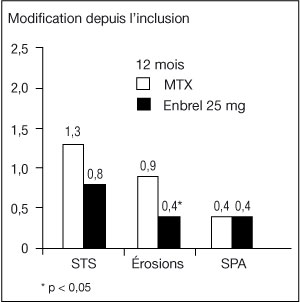 Modification depuis l'inclusion
2,5
2,0
1,5
1,0
0,5
0
12 mois
MTX
Enbrel 25 mg
1,3
0,8
0,9
0,4*
0,4 0,4
STS Érosions SPA
* p < 0,05